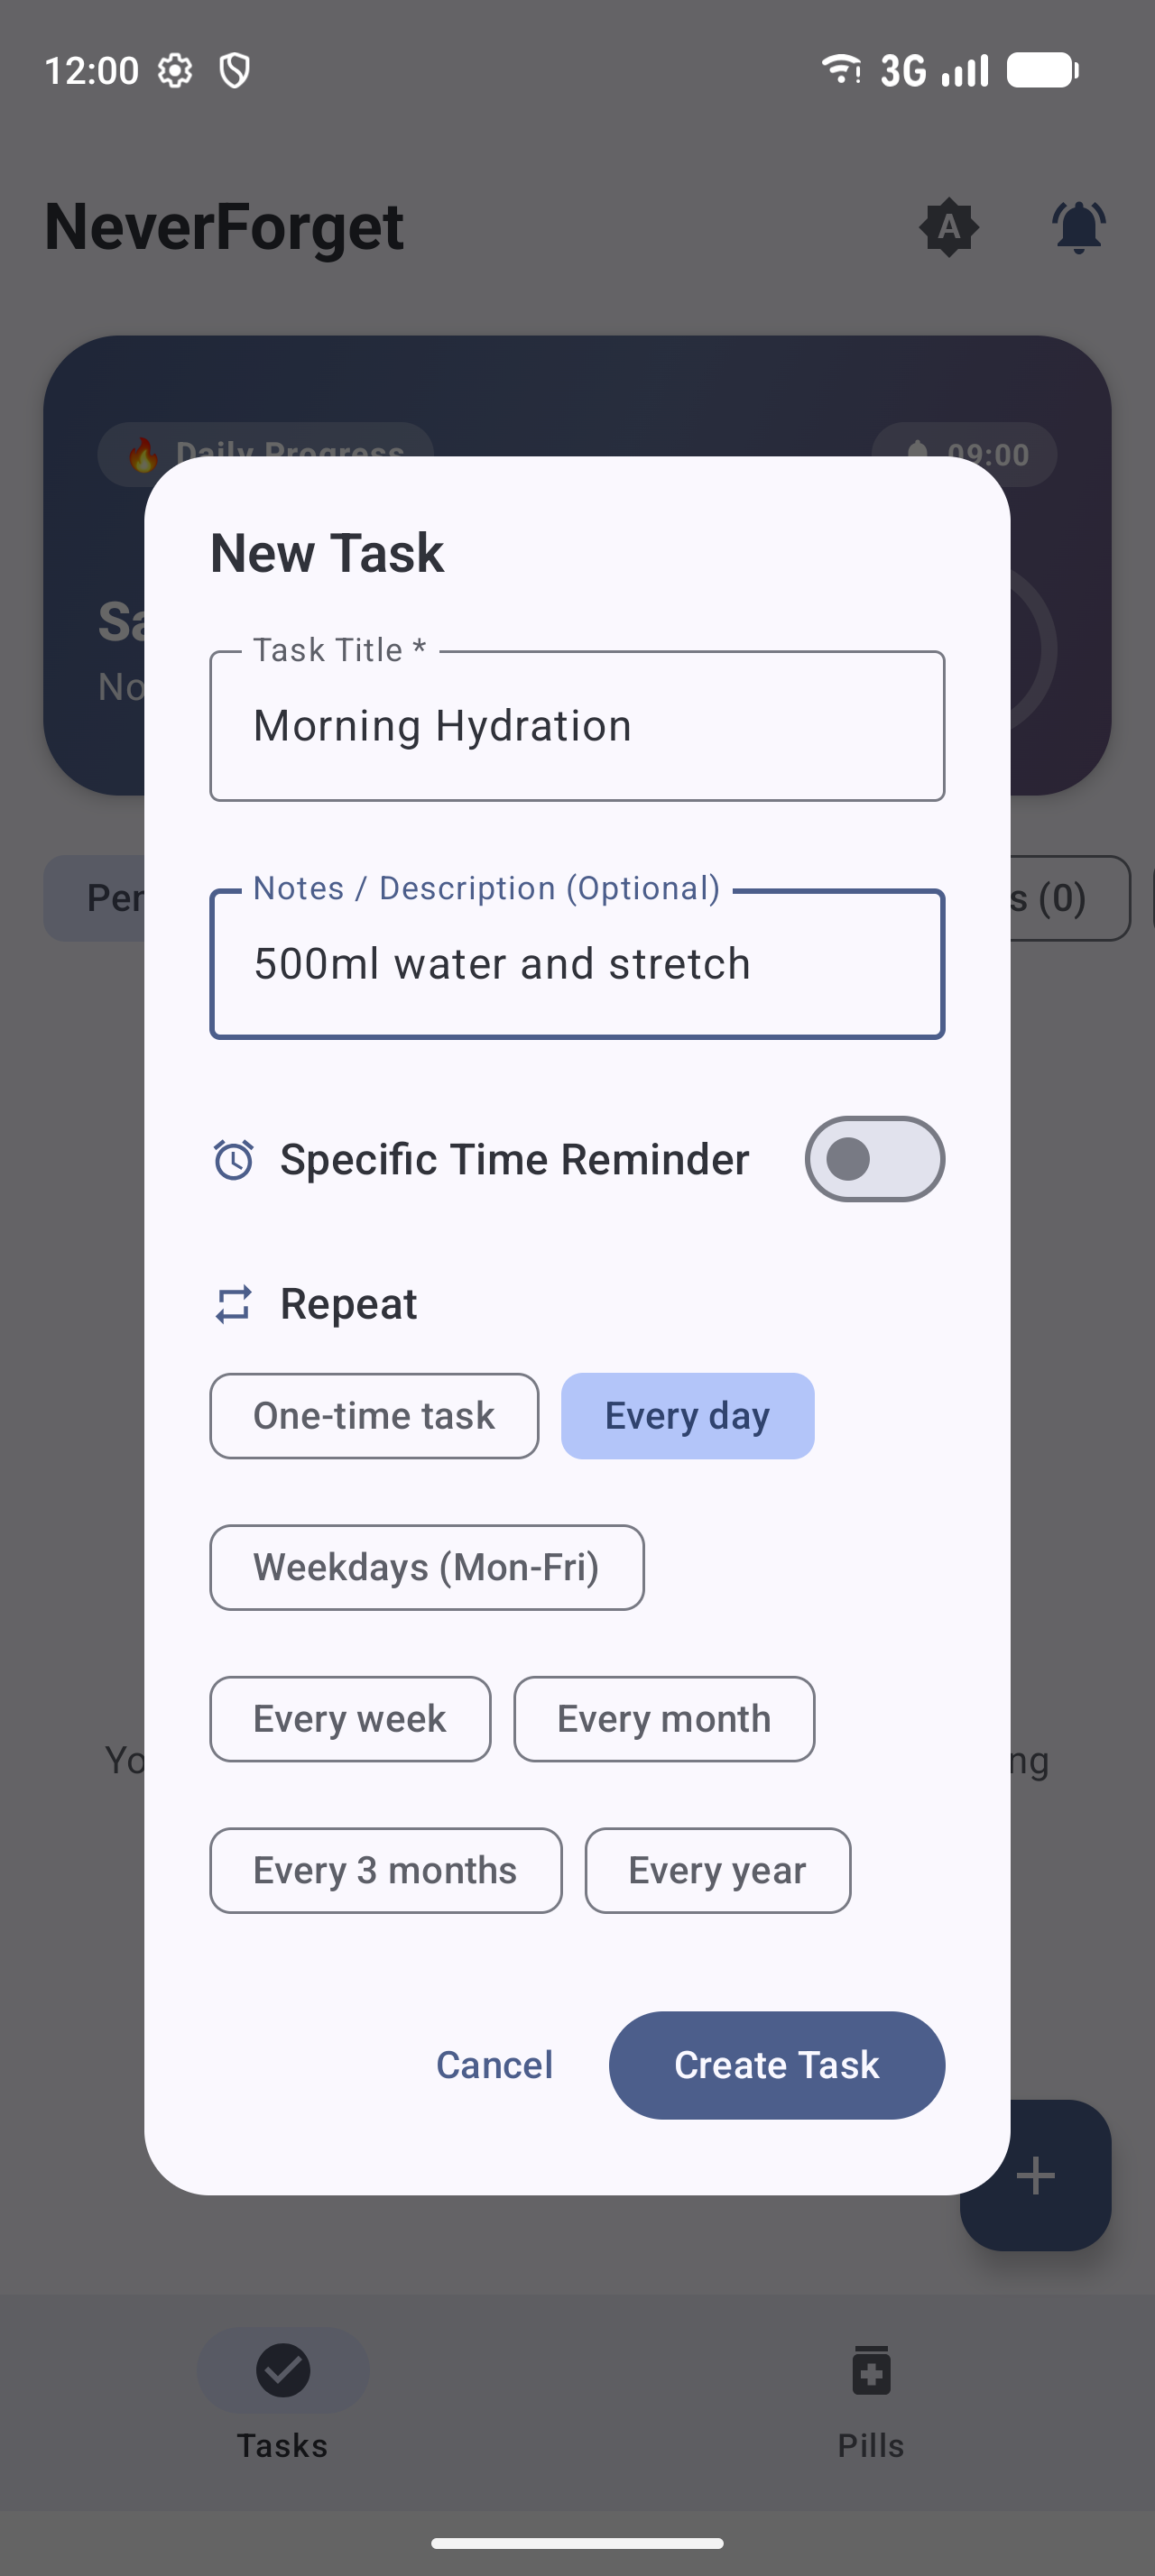 12:00
3G
NeverForget
A
🔥 Daily Progress
09:00
New Task
Task Title *
Morning Hydration
Notes / Description (Optional)
500ml water and stretch
Specific Time Reminder
Repeat
One-time task
Every day
Weekdays (Mon-Fri)
Every week
Every month
Every 3 months
Every year
Cancel
Create Task
(0)
Tasks
Pills